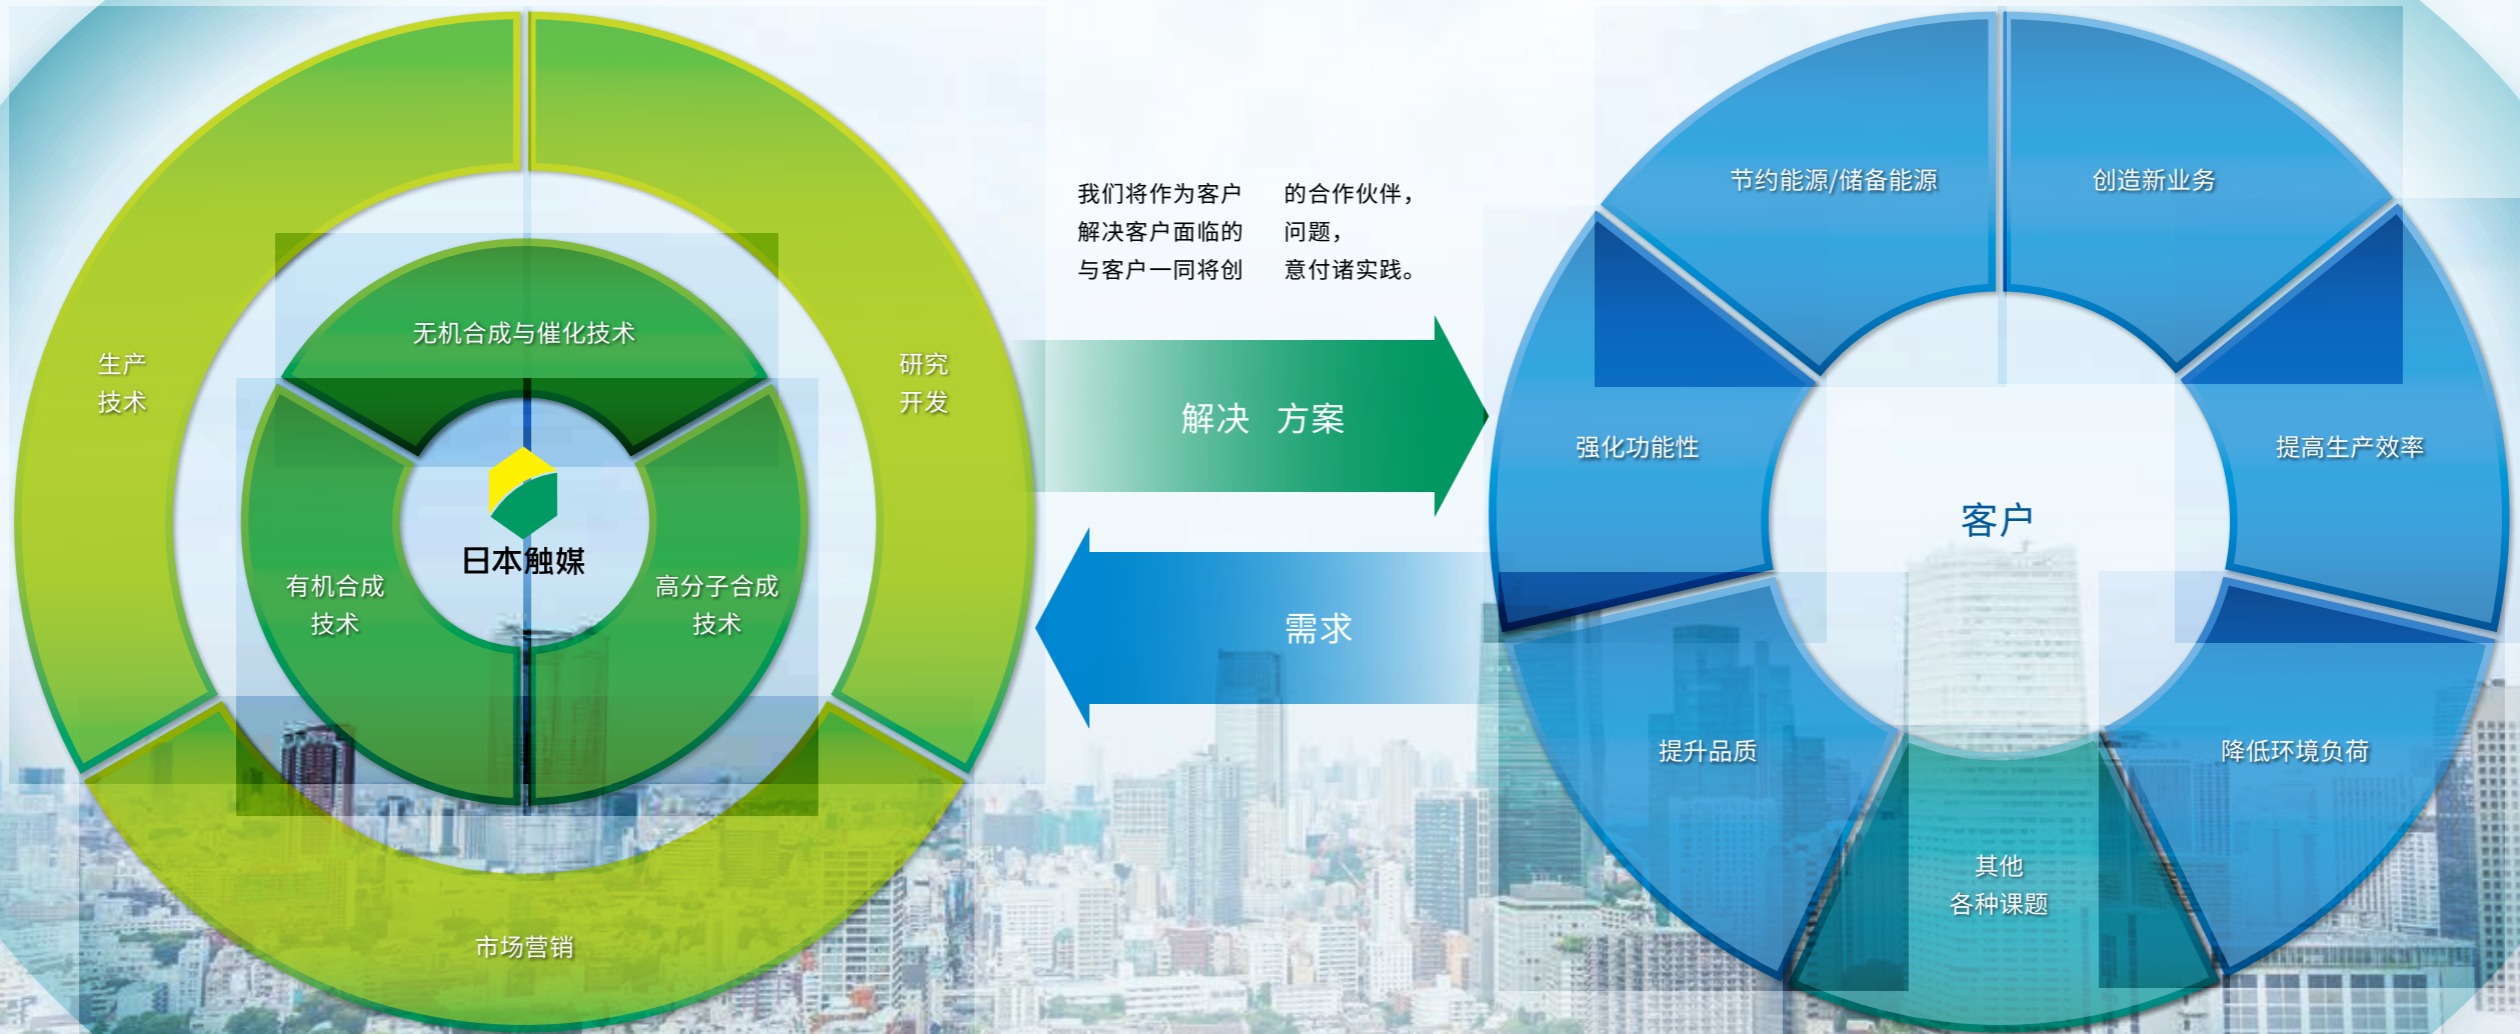 生产
技术
研究
开发
无机合成与催化技术
有机合成
技术
高分子合成
技术
日本触媒
市场营销
我们将作为客户 的合作伙伴，
解决客户面临的 问题，
与客户一同将创 意付诸实践。
解决 方案
需求
节约能源/储备能源
创造新业务
强化功能性
提高生产效率
客户
提升品质
降低环境负荷
其他
各种课题